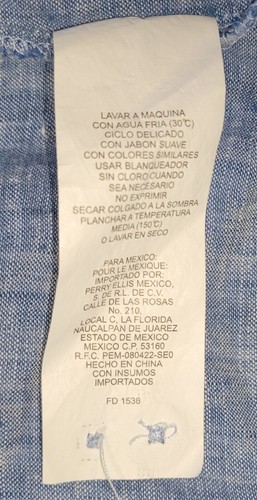 LAVAR A MAQUINA
CON AGUA FRIA (30°C)
CICLO DELICADO
CON JABON SUAVE
CON COLORES SIMILARES
USAR BLANQUEADOR
SIN CLORO CUANDO
SEA NECESARIO
NO EXPRIMIR
SECAR COLGADO A LA SOMBRA
PLANCHAR A TEMPERATURA
MEDIA (150°C)
O LAVAR EN SECO
PARA MEXICO:
POUR LE MEXIQUE:
IMPORTADO POR:
PERRY ELLIS MEXICO,
S. DE R.L. DE C.V.
CALLE DE LAS ROSAS
No. 210,
LOCAL C, LA FLORIDA
NAUCALPAN DE JUAREZ
ESTADO DE MEXICO
MEXICO C.P. 53160
R.F.C. PEM-080422-SE0
HECHO EN CHINA
CON INSUMOS
IMPORTADOS
FD 1538